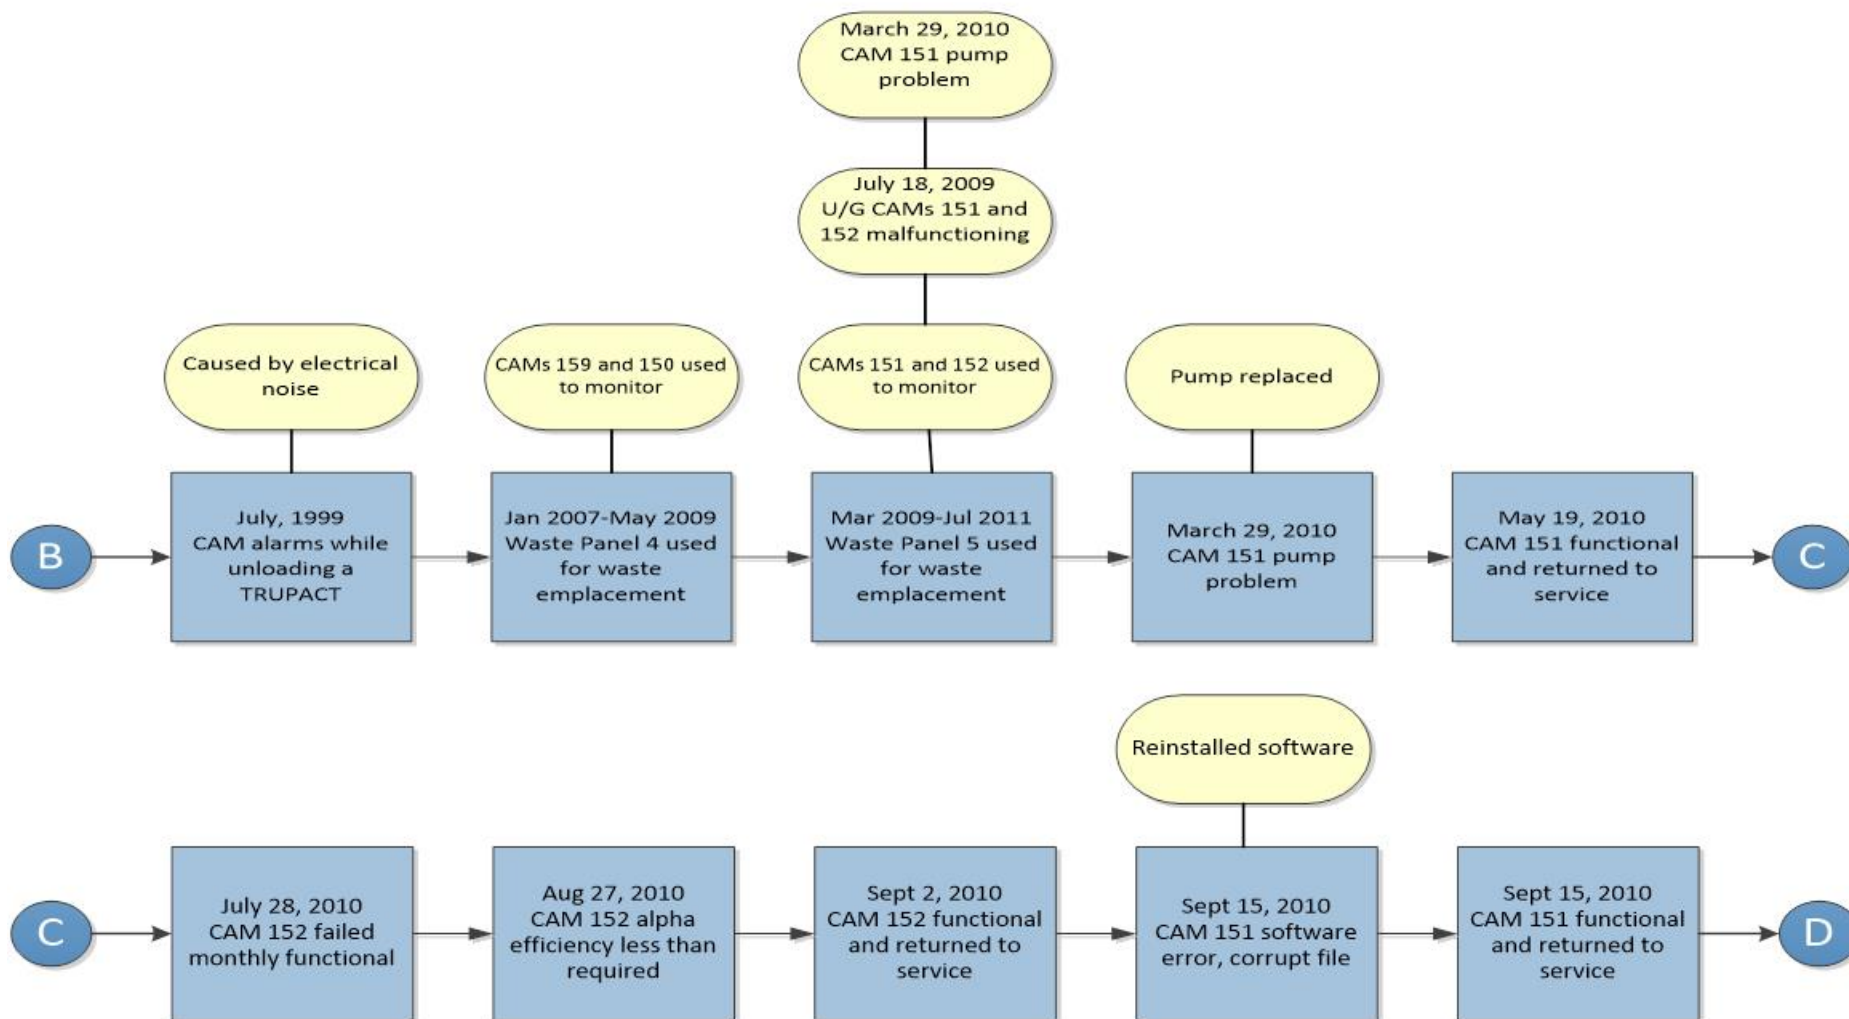 March 29, 2010
CAM 151 pump
problem
July 18, 2009
U/G CAMs 151 and
152 malfunctioning
Caused by electrical
noise
CAMs 159 and 150 used
to monitor
CAMs 151 and 152 used
to monitor
Pump replaced
B
July, 1999
CAM alarms while
unloading a
TRUPACT
Jan 2007-May 2009
Waste Panel 4 used
for waste
emplacement
Mar 2009-Jul 2011
Waste Panel 5 used
for waste
emplacement
March 29, 2010
CAM 151 pump
problem
May 19, 2010
CAM 151 functional
and returned to
service
C
Reinstalled software
C
July 28, 2010
CAM 152 failed
monthly functional
Aug 27, 2010
CAM 152 alpha
efficiency less than
required
Sept 2, 2010
CAM 152 functional
and returned to
service
Sept 15, 2010
CAM 151 software
error, corrupt file
Sept 15, 2010
CAM 151 functional
and returned to
service
D